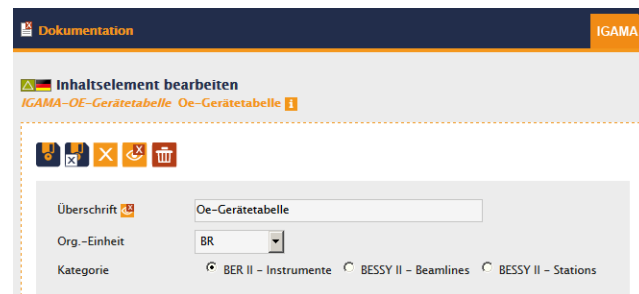 Dokumentation
IGAMA
Inhaltselement bearbeiten
IGAMA-OE-Gerätetabelle Oe-Gerätetabelle i
Überschrift Oe-Gerätetabelle
Org.-Einheit BR
Kategorie BER II - Instrumente BESSY II - Beamlines BESSY II - Stations